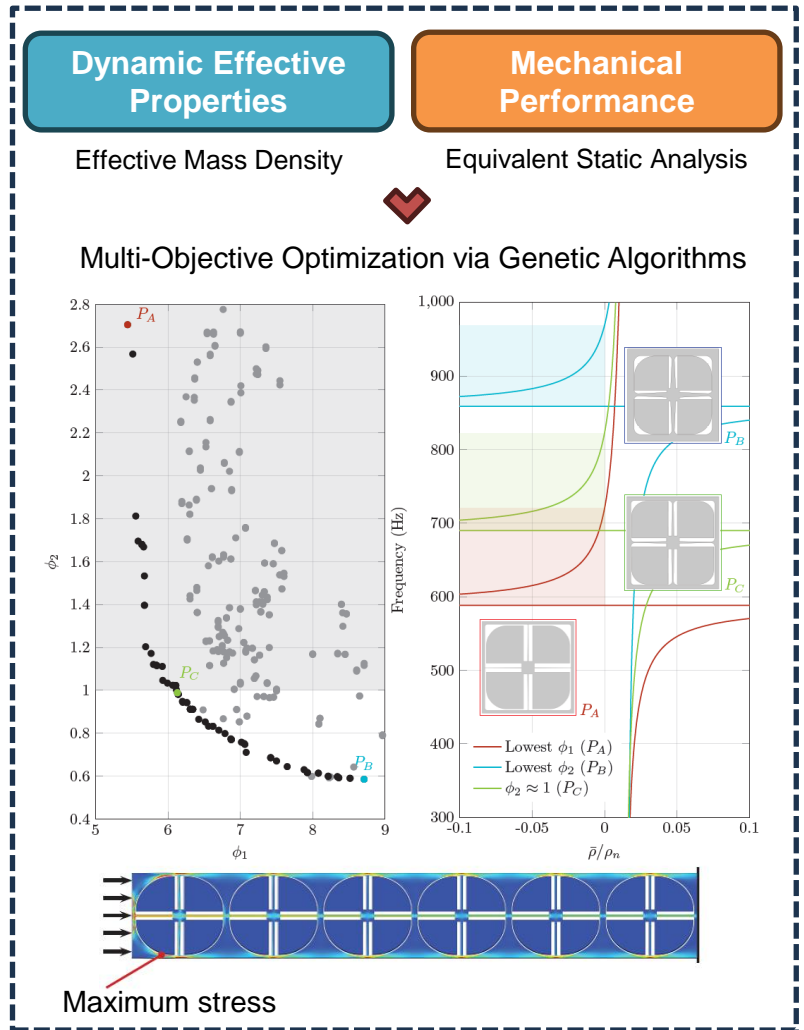 Dynamic Effective
Properties
Mechanical
Performance
Effective Mass Density
Equivalent Static Analysis
Multi-Objective Optimization via Genetic Algorithms
2.8
2.6
2.4
2.2
2
1.8
1.6
1.4
1.2
1
0.8
0.6
0.4
ϕ₂
P_A
P_C
P_B
5
6
7
8
9
ϕ₁
1,000
900
800
700
600
500
400
300
Frequency (Hz)
P_B
P_C
P_A
Lowest ϕ₁ (P_A)
Lowest ϕ₂ (P_B)
ϕ₂ ≈ 1 (P_C)
-0.1
-0.05
0
0.05
0.1
ρ̄/ρₙ
Maximum stress